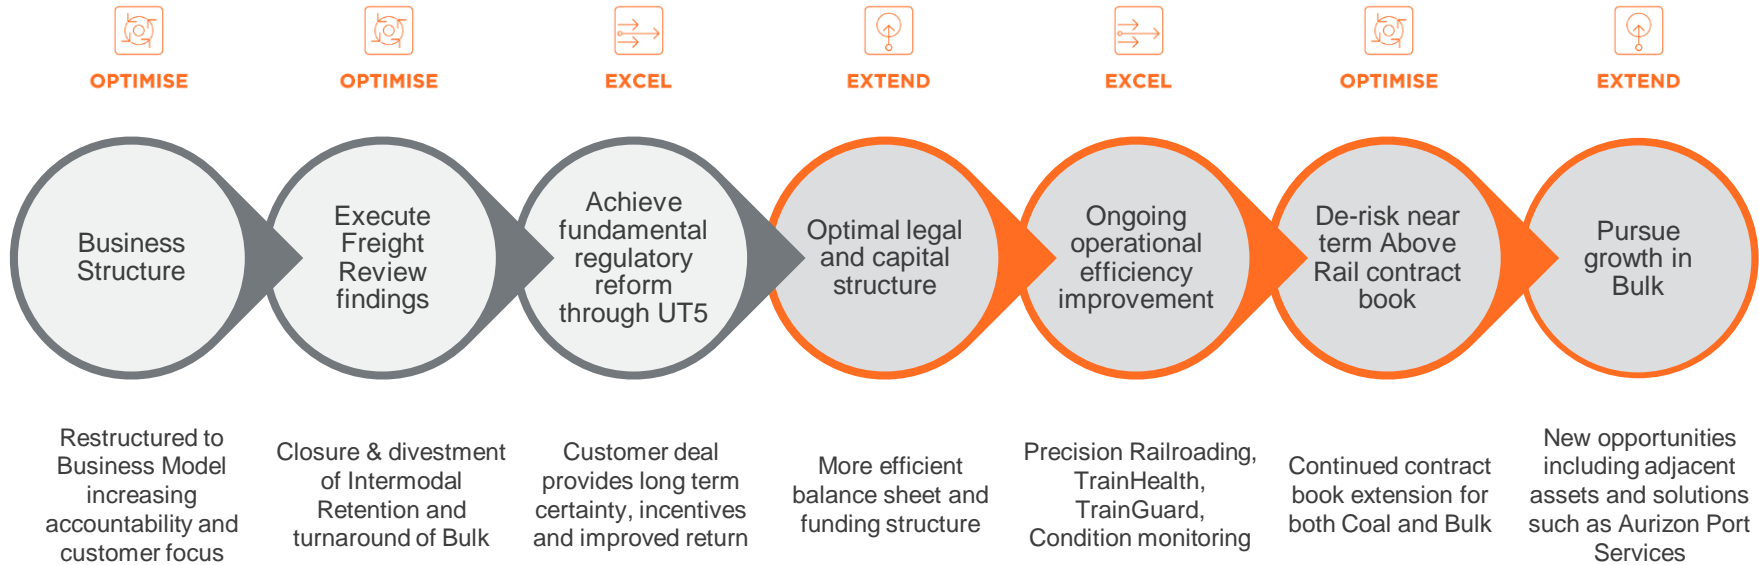 OPTIMISE
OPTIMISE
EXCEL
EXTEND
EXCEL
OPTIMISE
EXTEND
Business
Structure
Execute
Freight
Review
findings
Achieve
fundamental
regulatory
reform
through UT5
Optimal legal
and capital
structure
Ongoing
operational
efficiency
improvement
De-risk near
term Above
Rail contract
book
Pursue
growth in
Bulk
Restructured to
Business Model
increasing
accountability and
customer focus
Closure & divestment
of Intermodal
Retention and
turnaround of Bulk
Customer deal
provides long term
certainty, incentives
and improved return
More efficient
balance sheet and
funding structure
Precision Railroading,
TrainHealth,
TrainGuard,
Condition monitoring
Continued contract
book extension for
both Coal and Bulk
New opportunities
including adjacent
assets and solutions
such as Aurizon Port
Services